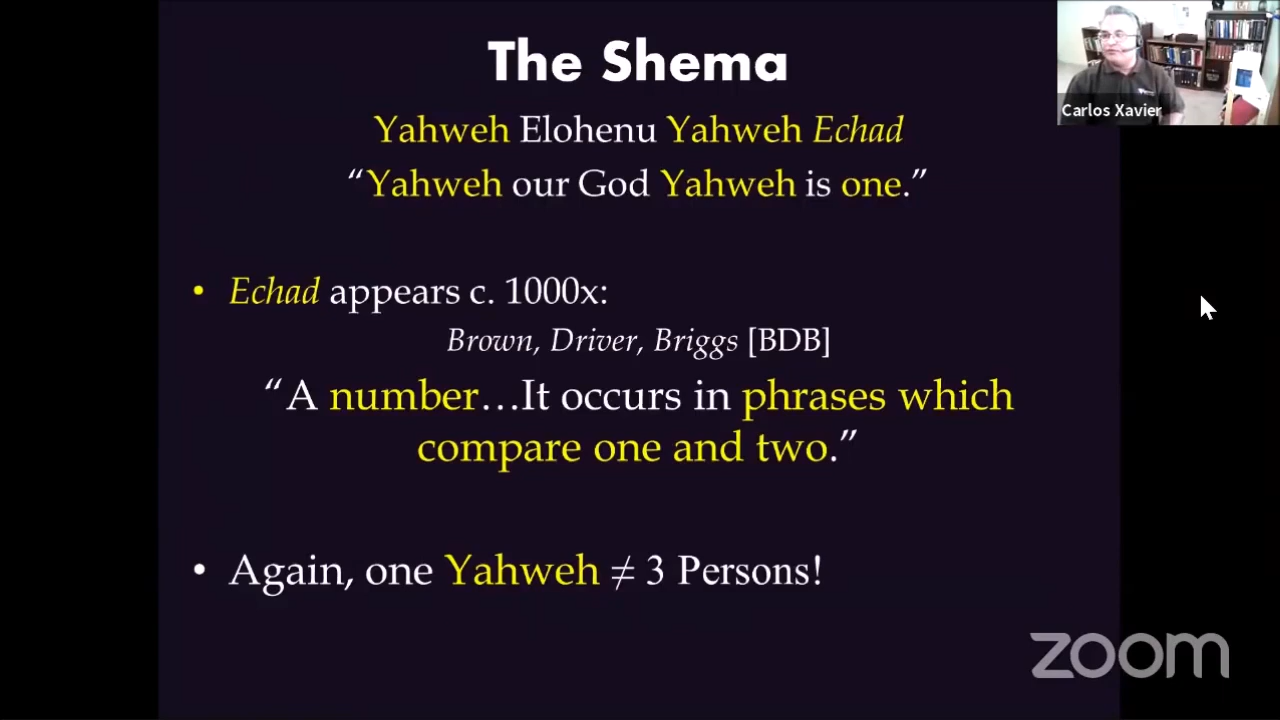 The Shema
Yahweh Elohenu Yahweh Echad
“Yahweh our God Yahweh is one.”
• Echad appears c. 1000x:
Brown, Driver, Briggs [BDB]
“A number…It occurs in phrases which
compare one and two.”
• Again, one Yahweh ≠ 3 Persons!
Carlos Xavier
zoom